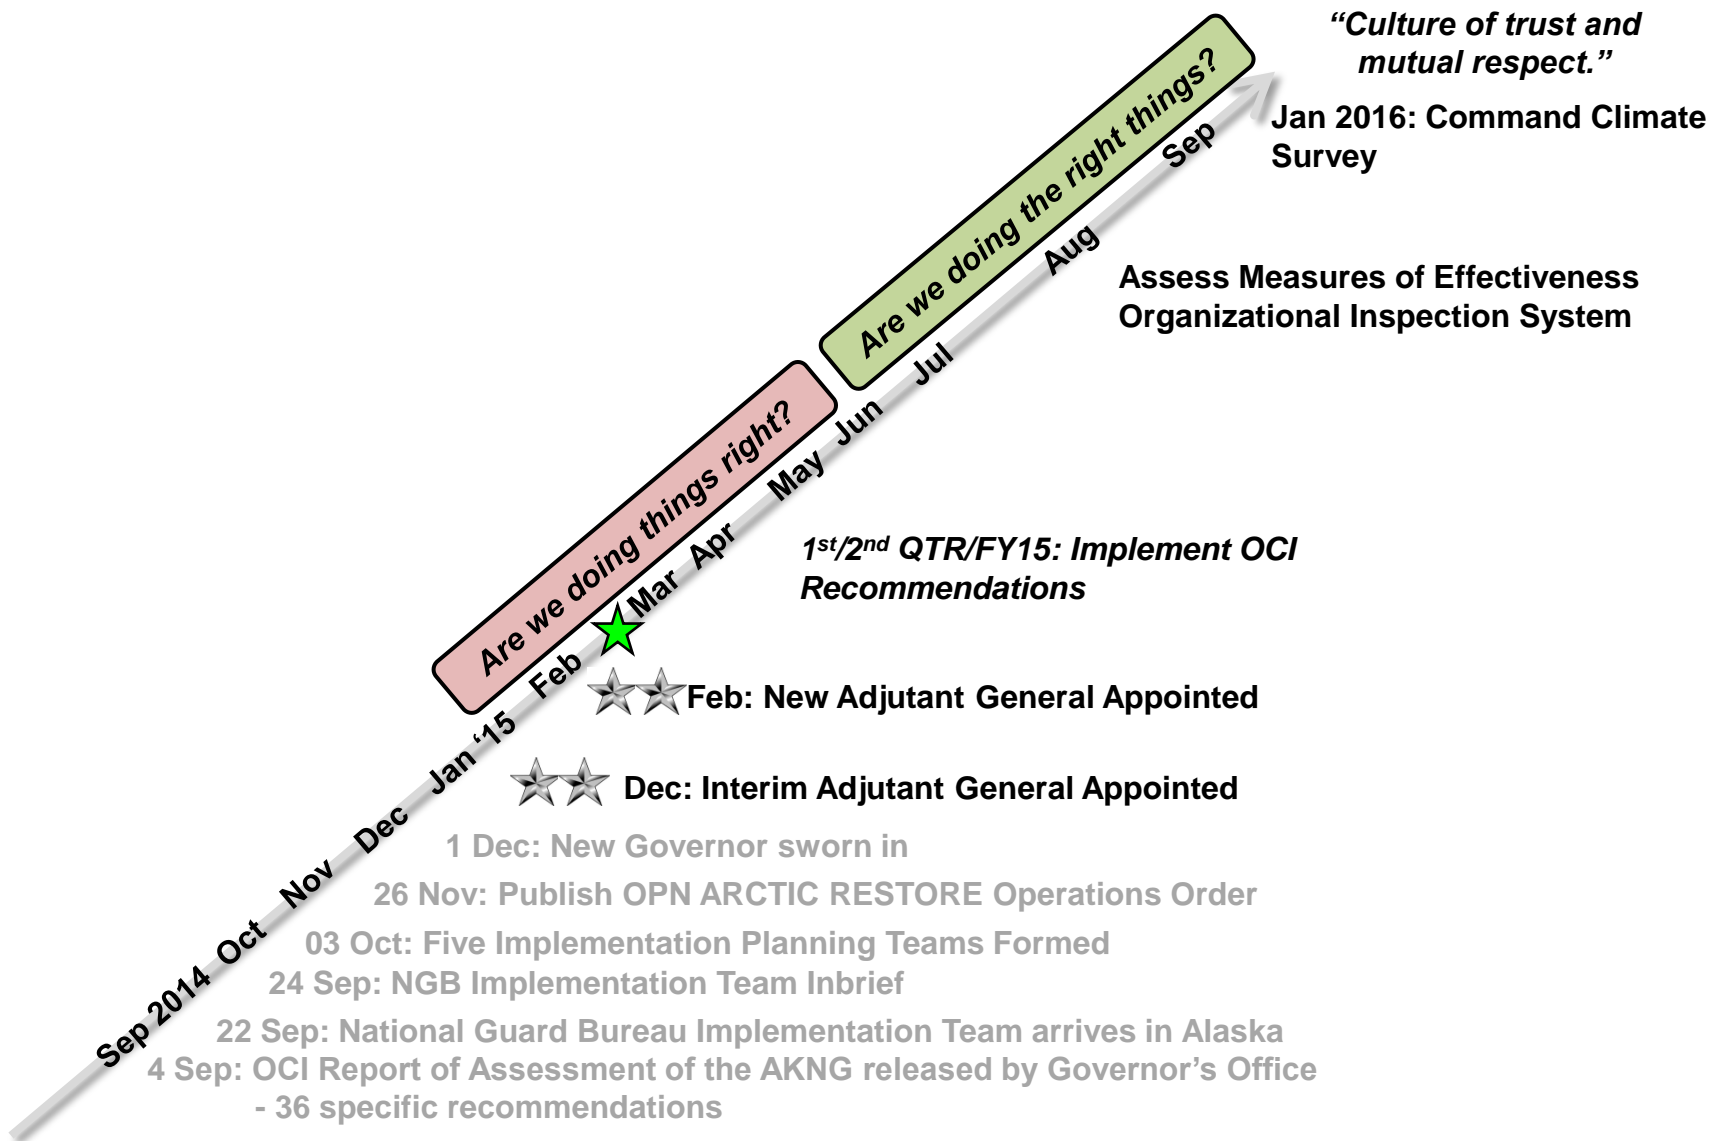 “Culture of trust and
mutual respect.”
Jan 2016: Command Climate
Survey
Are we doing the right things?
Sep
Aug
Assess Measures of Effectiveness
Organizational Inspection System
Jul
Are we doing things right?
Jun
May
Apr
1st/2nd QTR/FY15: Implement OCI
Recommendations
Mar
Feb
Feb: New Adjutant General Appointed
Jan ‘15
Dec: Interim Adjutant General Appointed
Dec
1 Dec: New Governor sworn in
Nov
26 Nov: Publish OPN ARCTIC RESTORE Operations Order
Oct
03 Oct: Five Implementation Planning Teams Formed
24 Sep: NGB Implementation Team Inbrief
Sep 2014
22 Sep: National Guard Bureau Implementation Team arrives in Alaska
4 Sep: OCI Report of Assessment of the AKNG released by Governor’s Office
- 36 specific recommendations